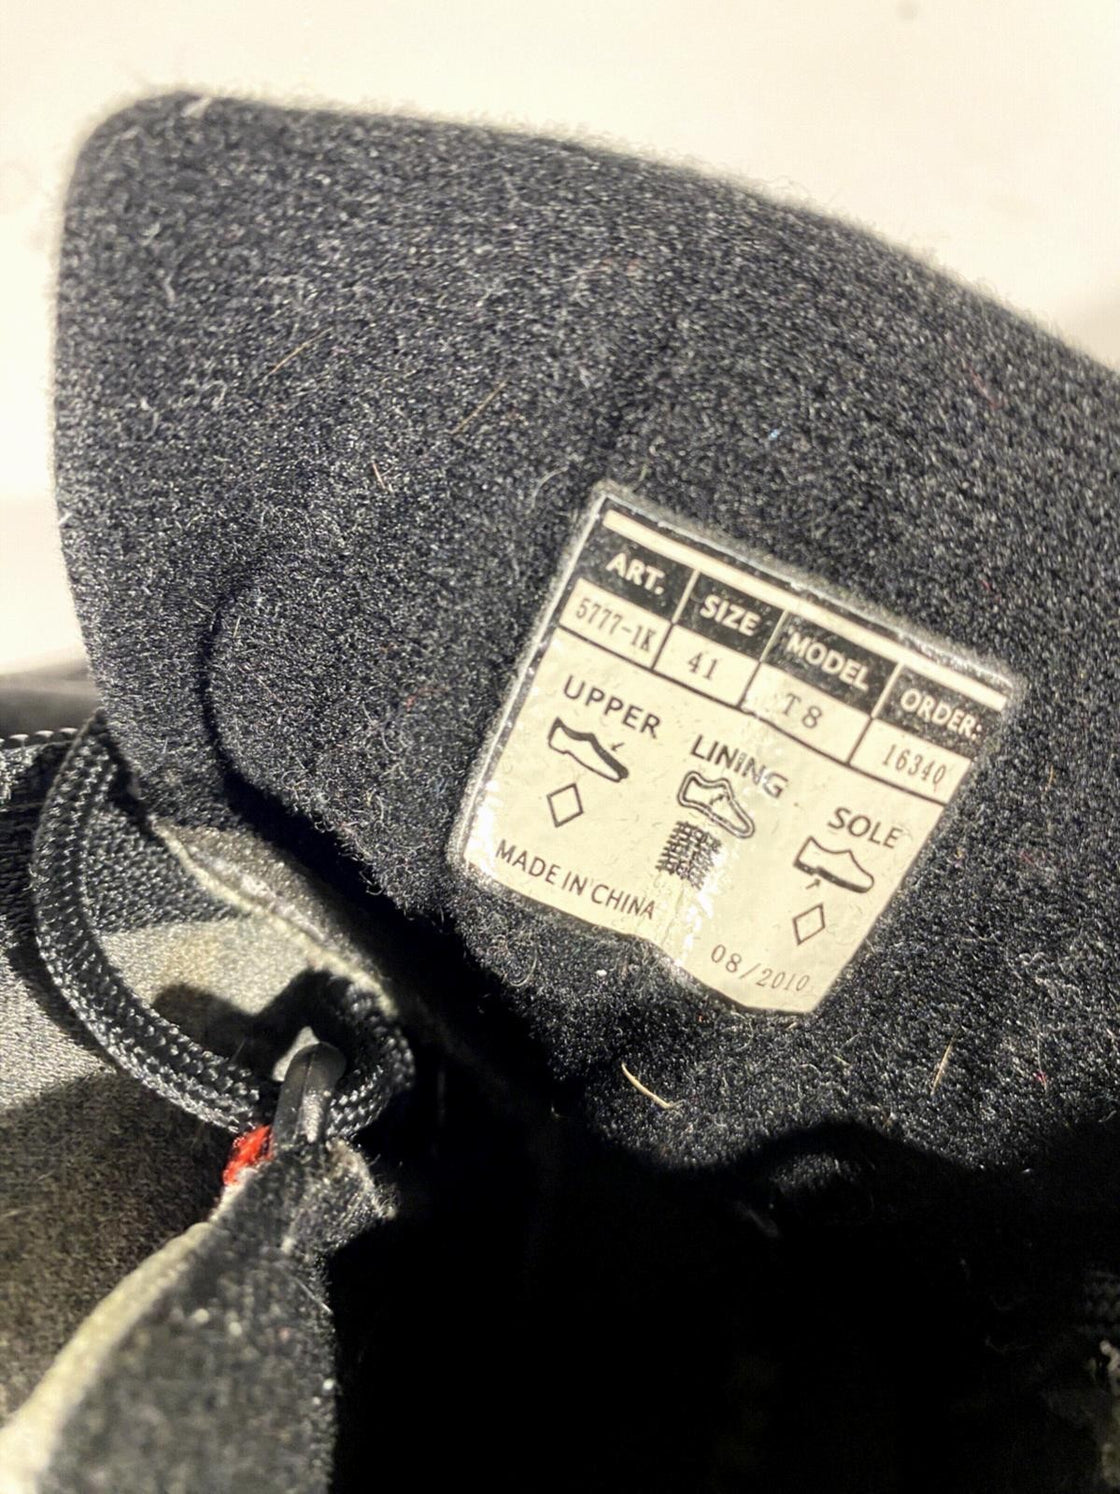 ART. SIZE MODEL ORDER:
5777-1K 41 T8 16340
UPPER LINING SOLE
MADE IN CHINA
08/2010